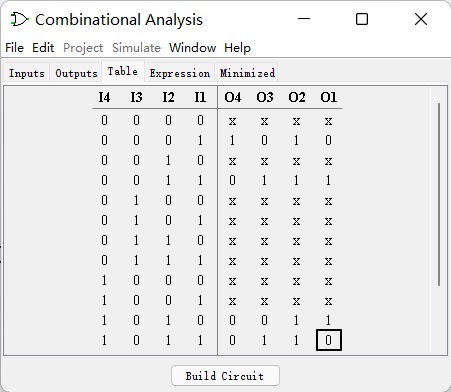 Combinational Analysis
File Edit Project Simulate Window Help
Inputs Outputs Table Expression Minimized
I4 I3 I2 I1 O4 O3 O2 O1
0 0 0 0 x x x x
0 0 0 1 1 0 1 0
0 0 1 0 x x x x
0 0 1 1 0 1 1 1
0 1 0 0 x x x x
0 1 0 1 x x x x
0 1 1 0 x x x x
0 1 1 1 x x x x
1 0 0 0 x x x x
1 0 0 1 x x x x
1 0 1 0 0 0 1 1
1 0 1 1 0 1 1 0
Build Circuit